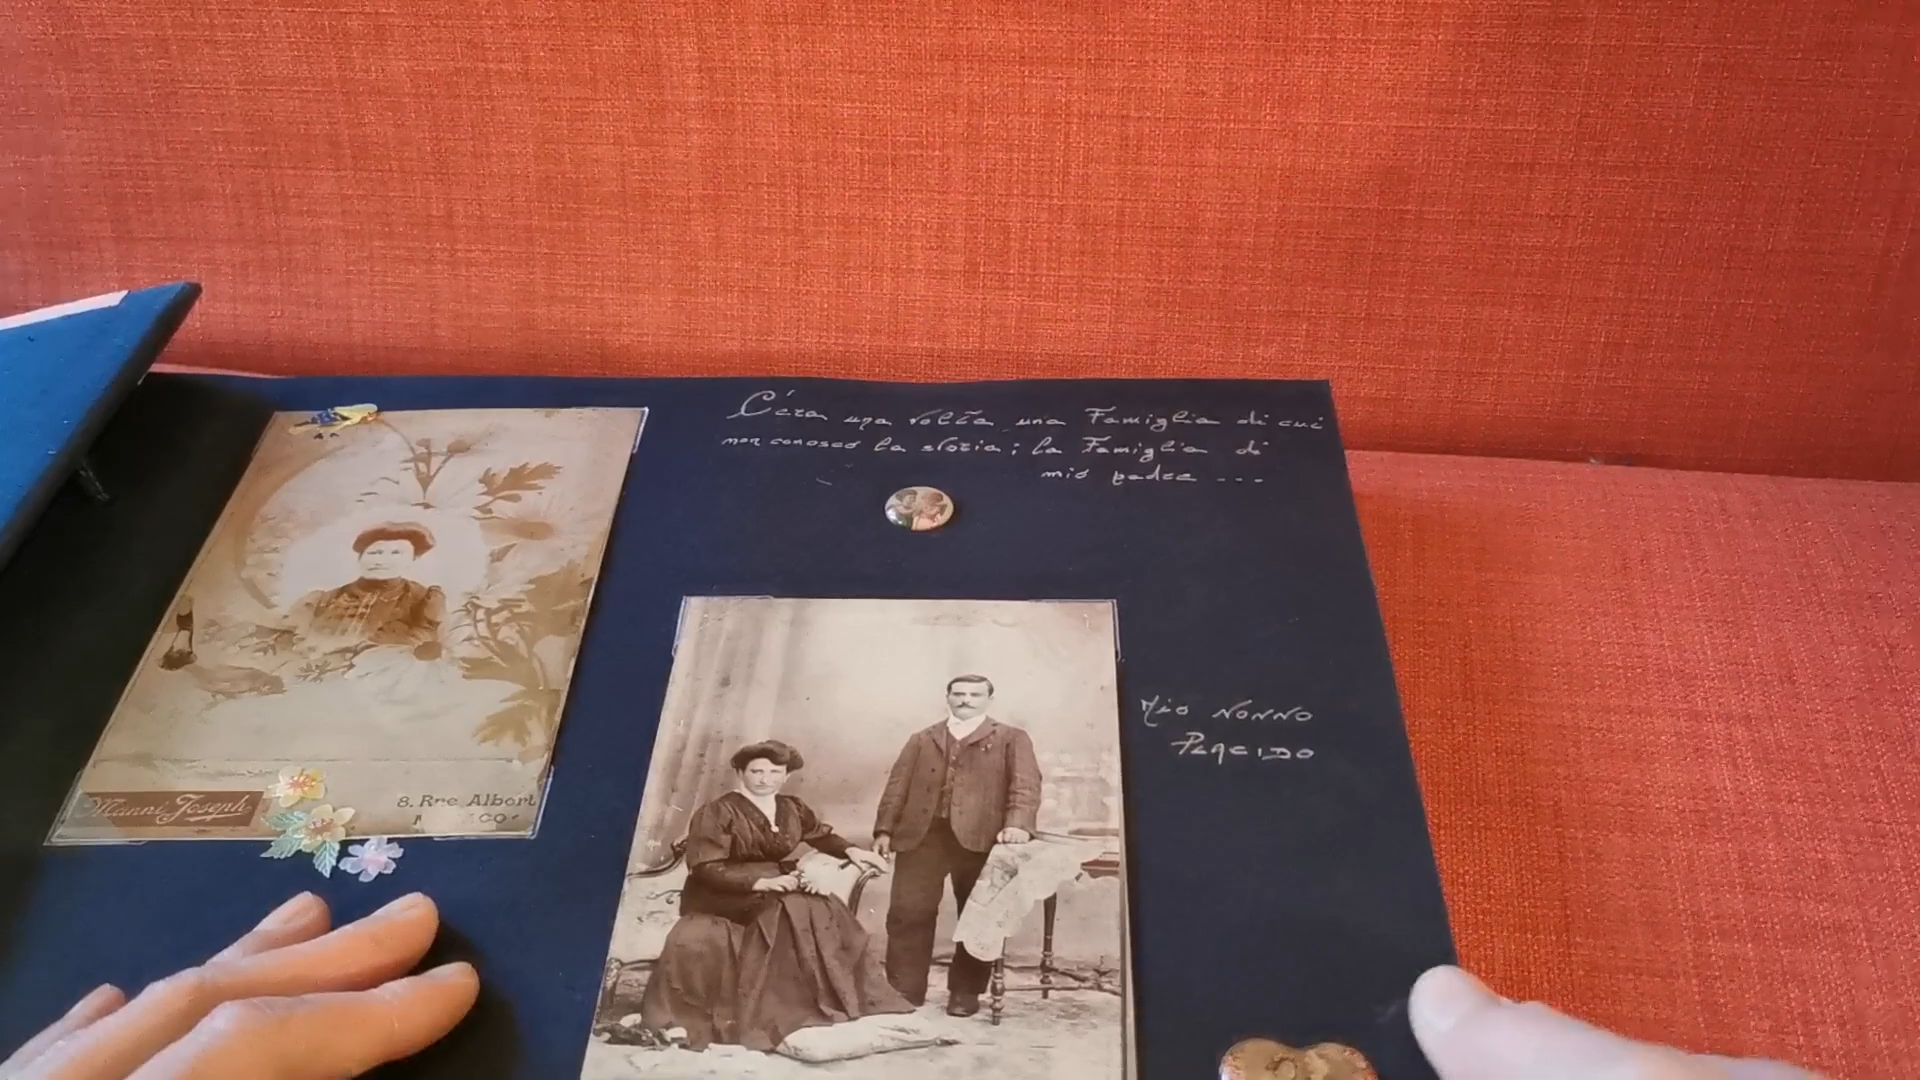 C'era una volta una Famiglia di cui
non conosco la storia; la Famiglia di
mio padre ...
Mio NONNO
PLACIDO
Manni Joseph
8. Rue Albert